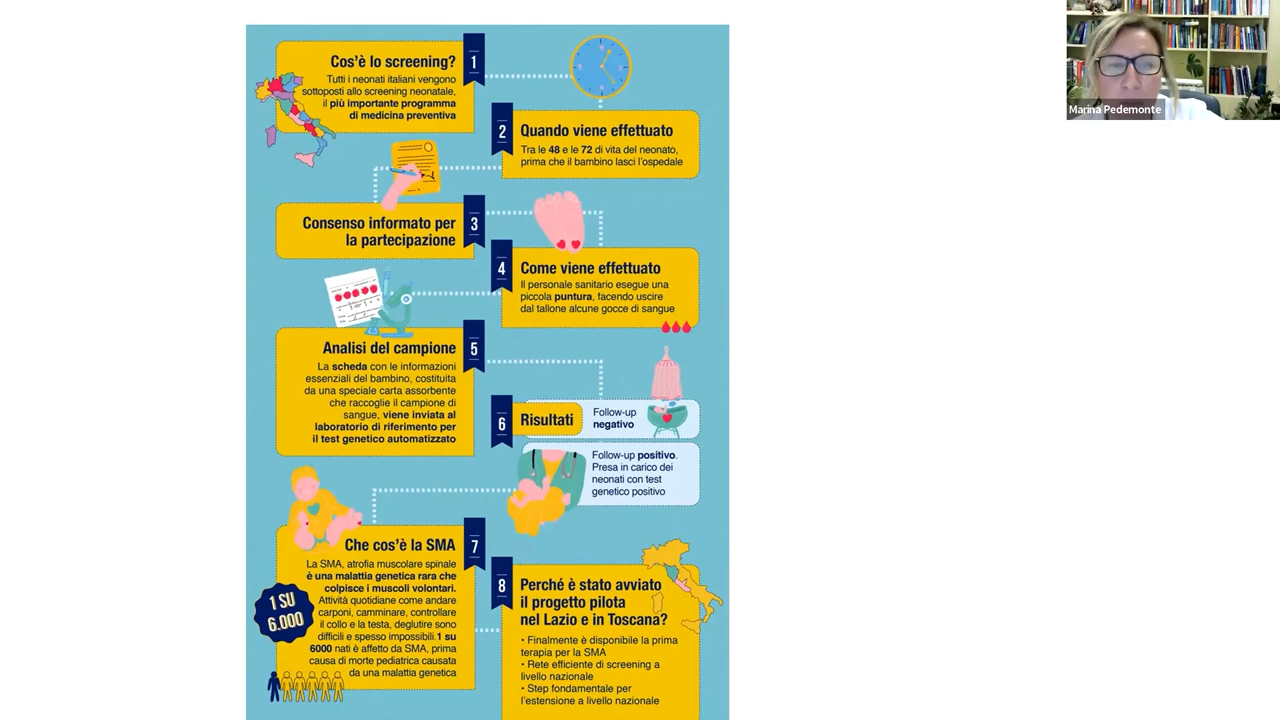 Cos'è lo screening?
Tutti i neonati italiani vengono
sottoposti allo screening neonatale,
il più importante programma
di medicina preventiva
1
2
Quando viene effettuato
Tra le 48 e le 72 di vita del neonato,
prima che il bambino lasci l'ospedale
Consenso informato per
la partecipazione
3
4
Come viene effettuato
Il personale sanitario esegue una
piccola puntura, facendo uscire
dal tallone alcune gocce di sangue
Analisi del campione
5
La scheda con le informazioni
essenziali del bambino, costituita
da una speciale carta assorbente
che raccoglie il campione di
sangue, viene inviata al
laboratorio di riferimento per
il test genetico automatizzato
6
Risultati
Follow-up
negativo
Follow-up positivo.
Presa in carico dei
neonati con test
genetico positivo
Che cos'è la SMA
7
La SMA, atrofia muscolare spinale
è una malattia genetica rara che
colpisce i muscoli volontari.
Attività quotidiane come andare
carponi, camminare, controllare
il collo e la testa, deglutire sono
difficili e spesso impossibili.1 su
6000 nati è affetto da SMA, prima
causa di morte pediatrica causata
da una malattia genetica
1 SU
6.000
8
Perché è stato avviato
il progetto pilota
nel Lazio e in Toscana?
• Finalmente è disponibile la prima
terapia per la SMA
• Rete efficiente di screening a
livello nazionale
• Step fondamentale per
l'estensione a livello nazionale
Marina Pedemonte